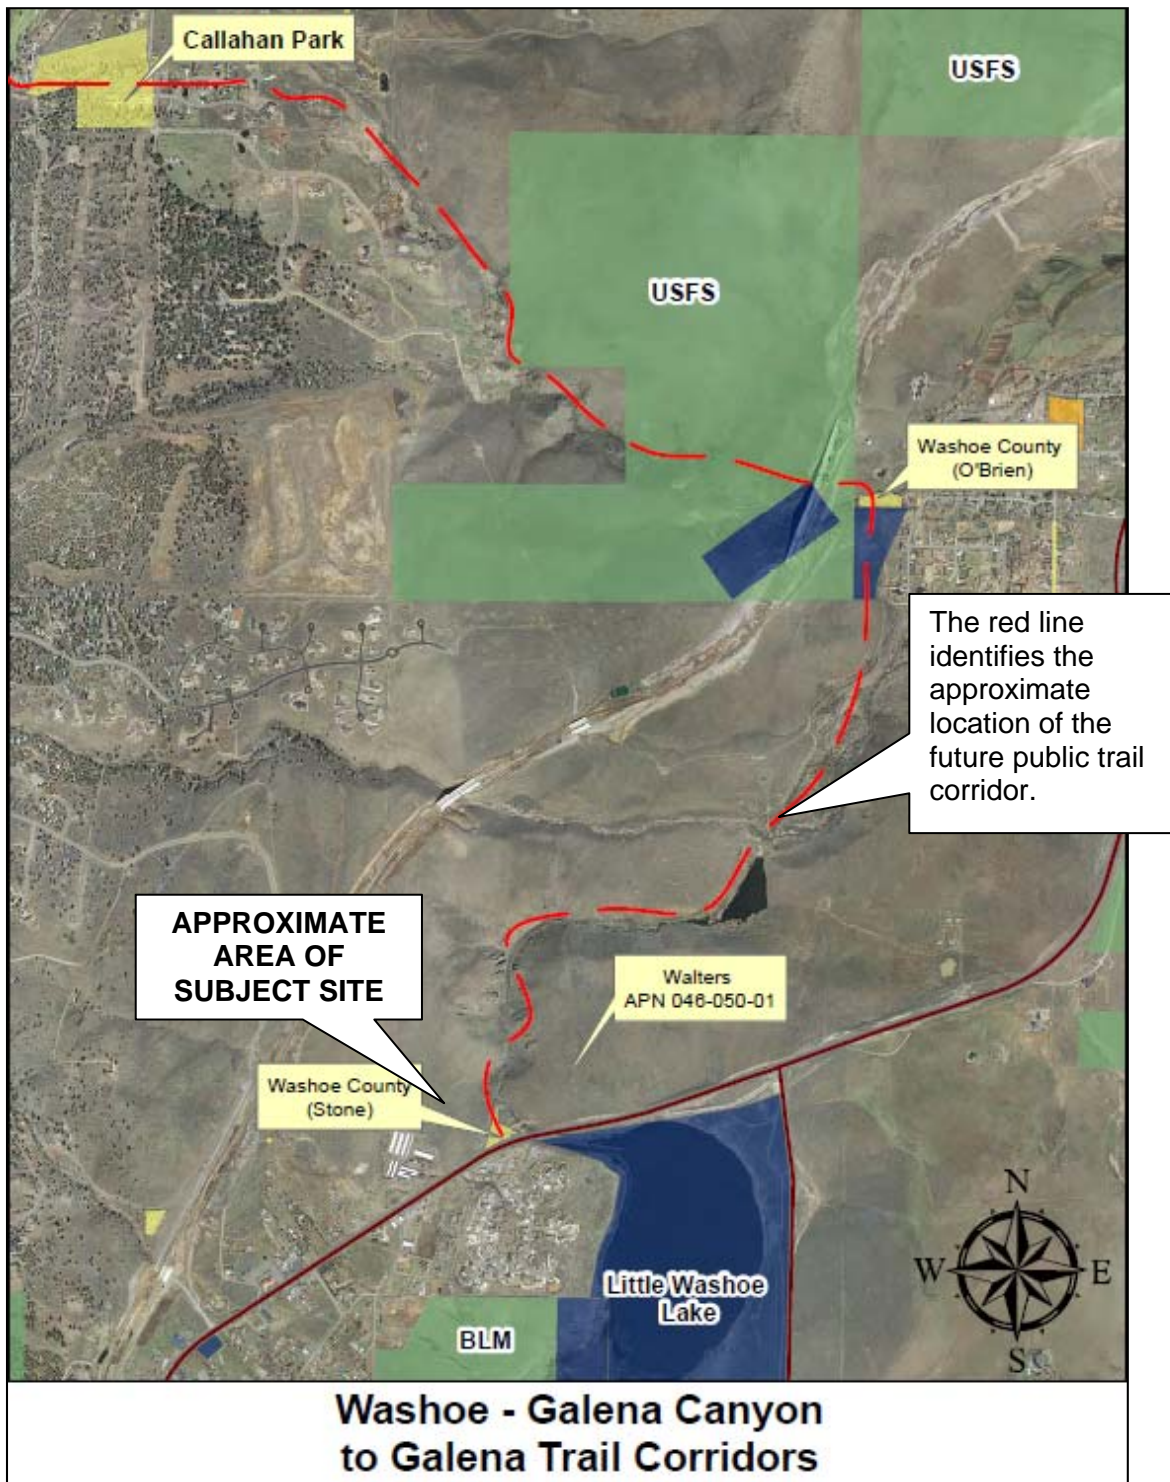 Callahan Park
USFS
USFS
Washoe County
(O'Brien)
The red line
identifies the
approximate
location of the
future public trail
corridor.
APPROXIMATE
AREA OF
SUBJECT SITE
Walters
APN 046-050-01
Washoe County
(Stone)
N
W
E
S
Little Washoe
Lake
BLM
Washoe - Galena Canyon
to Galena Trail Corridors